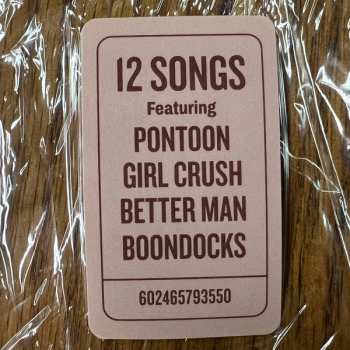 12 SONGS
Featuring
PONTOON
GIRL CRUSH
BETTER MAN
BOONDOCKS
602465793550